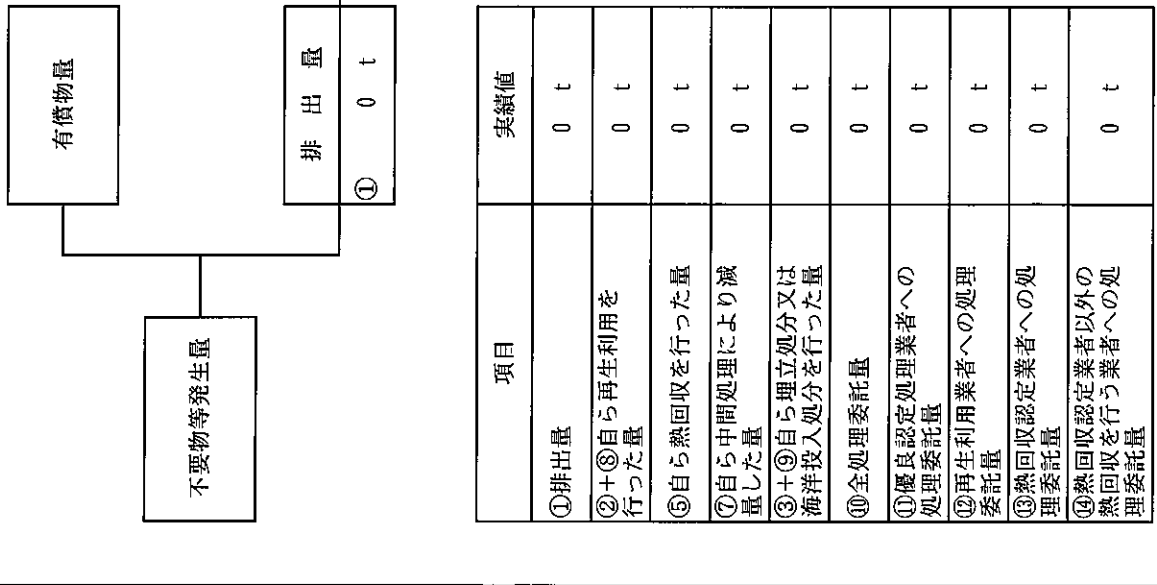 不要物等発生量
有償物量
排出量
① 0 t
項目 実績値
①排出量 0 t
②+⑧自ら再生利用を
行った量 0 t
⑤自ら熱回収を行った量 0 t
⑦自ら中間処理により減
量した量 0 t
③+⑨自ら埋立処分又は
海洋投入処分を行った量 0 t
⑩全処理委託量 0 t
⑪優良認定処理業者への
処理委託量 0 t
⑫再生利用業者への処理
委託量 0 t
⑬熱回収認定業者への処
理委託量 0 t
⑭熱回収認定業者以外の
熱回収を行う業者への処
理委託量 0 t